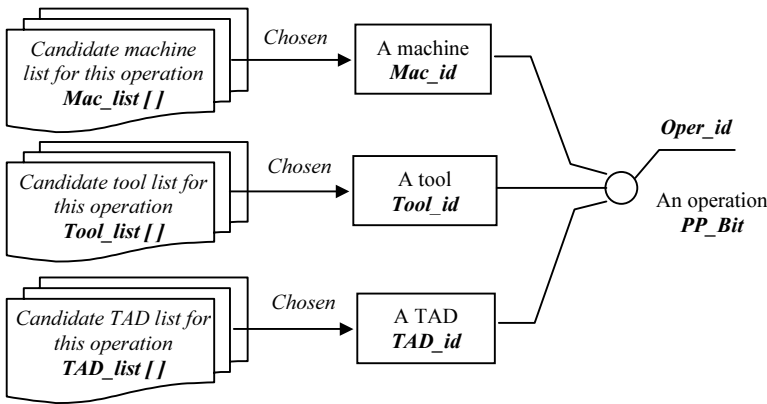 Candidate machine
list for this operation
Mac_list [ ]
Chosen
A machine
Mac_id
Candidate tool list for
this operation
Tool_list [ ]
Chosen
A tool
Tool_id
Candidate TAD list for
this operation
TAD_list [ ]
Chosen
A TAD
TAD_id
Oper_id
An operation
PP_Bit